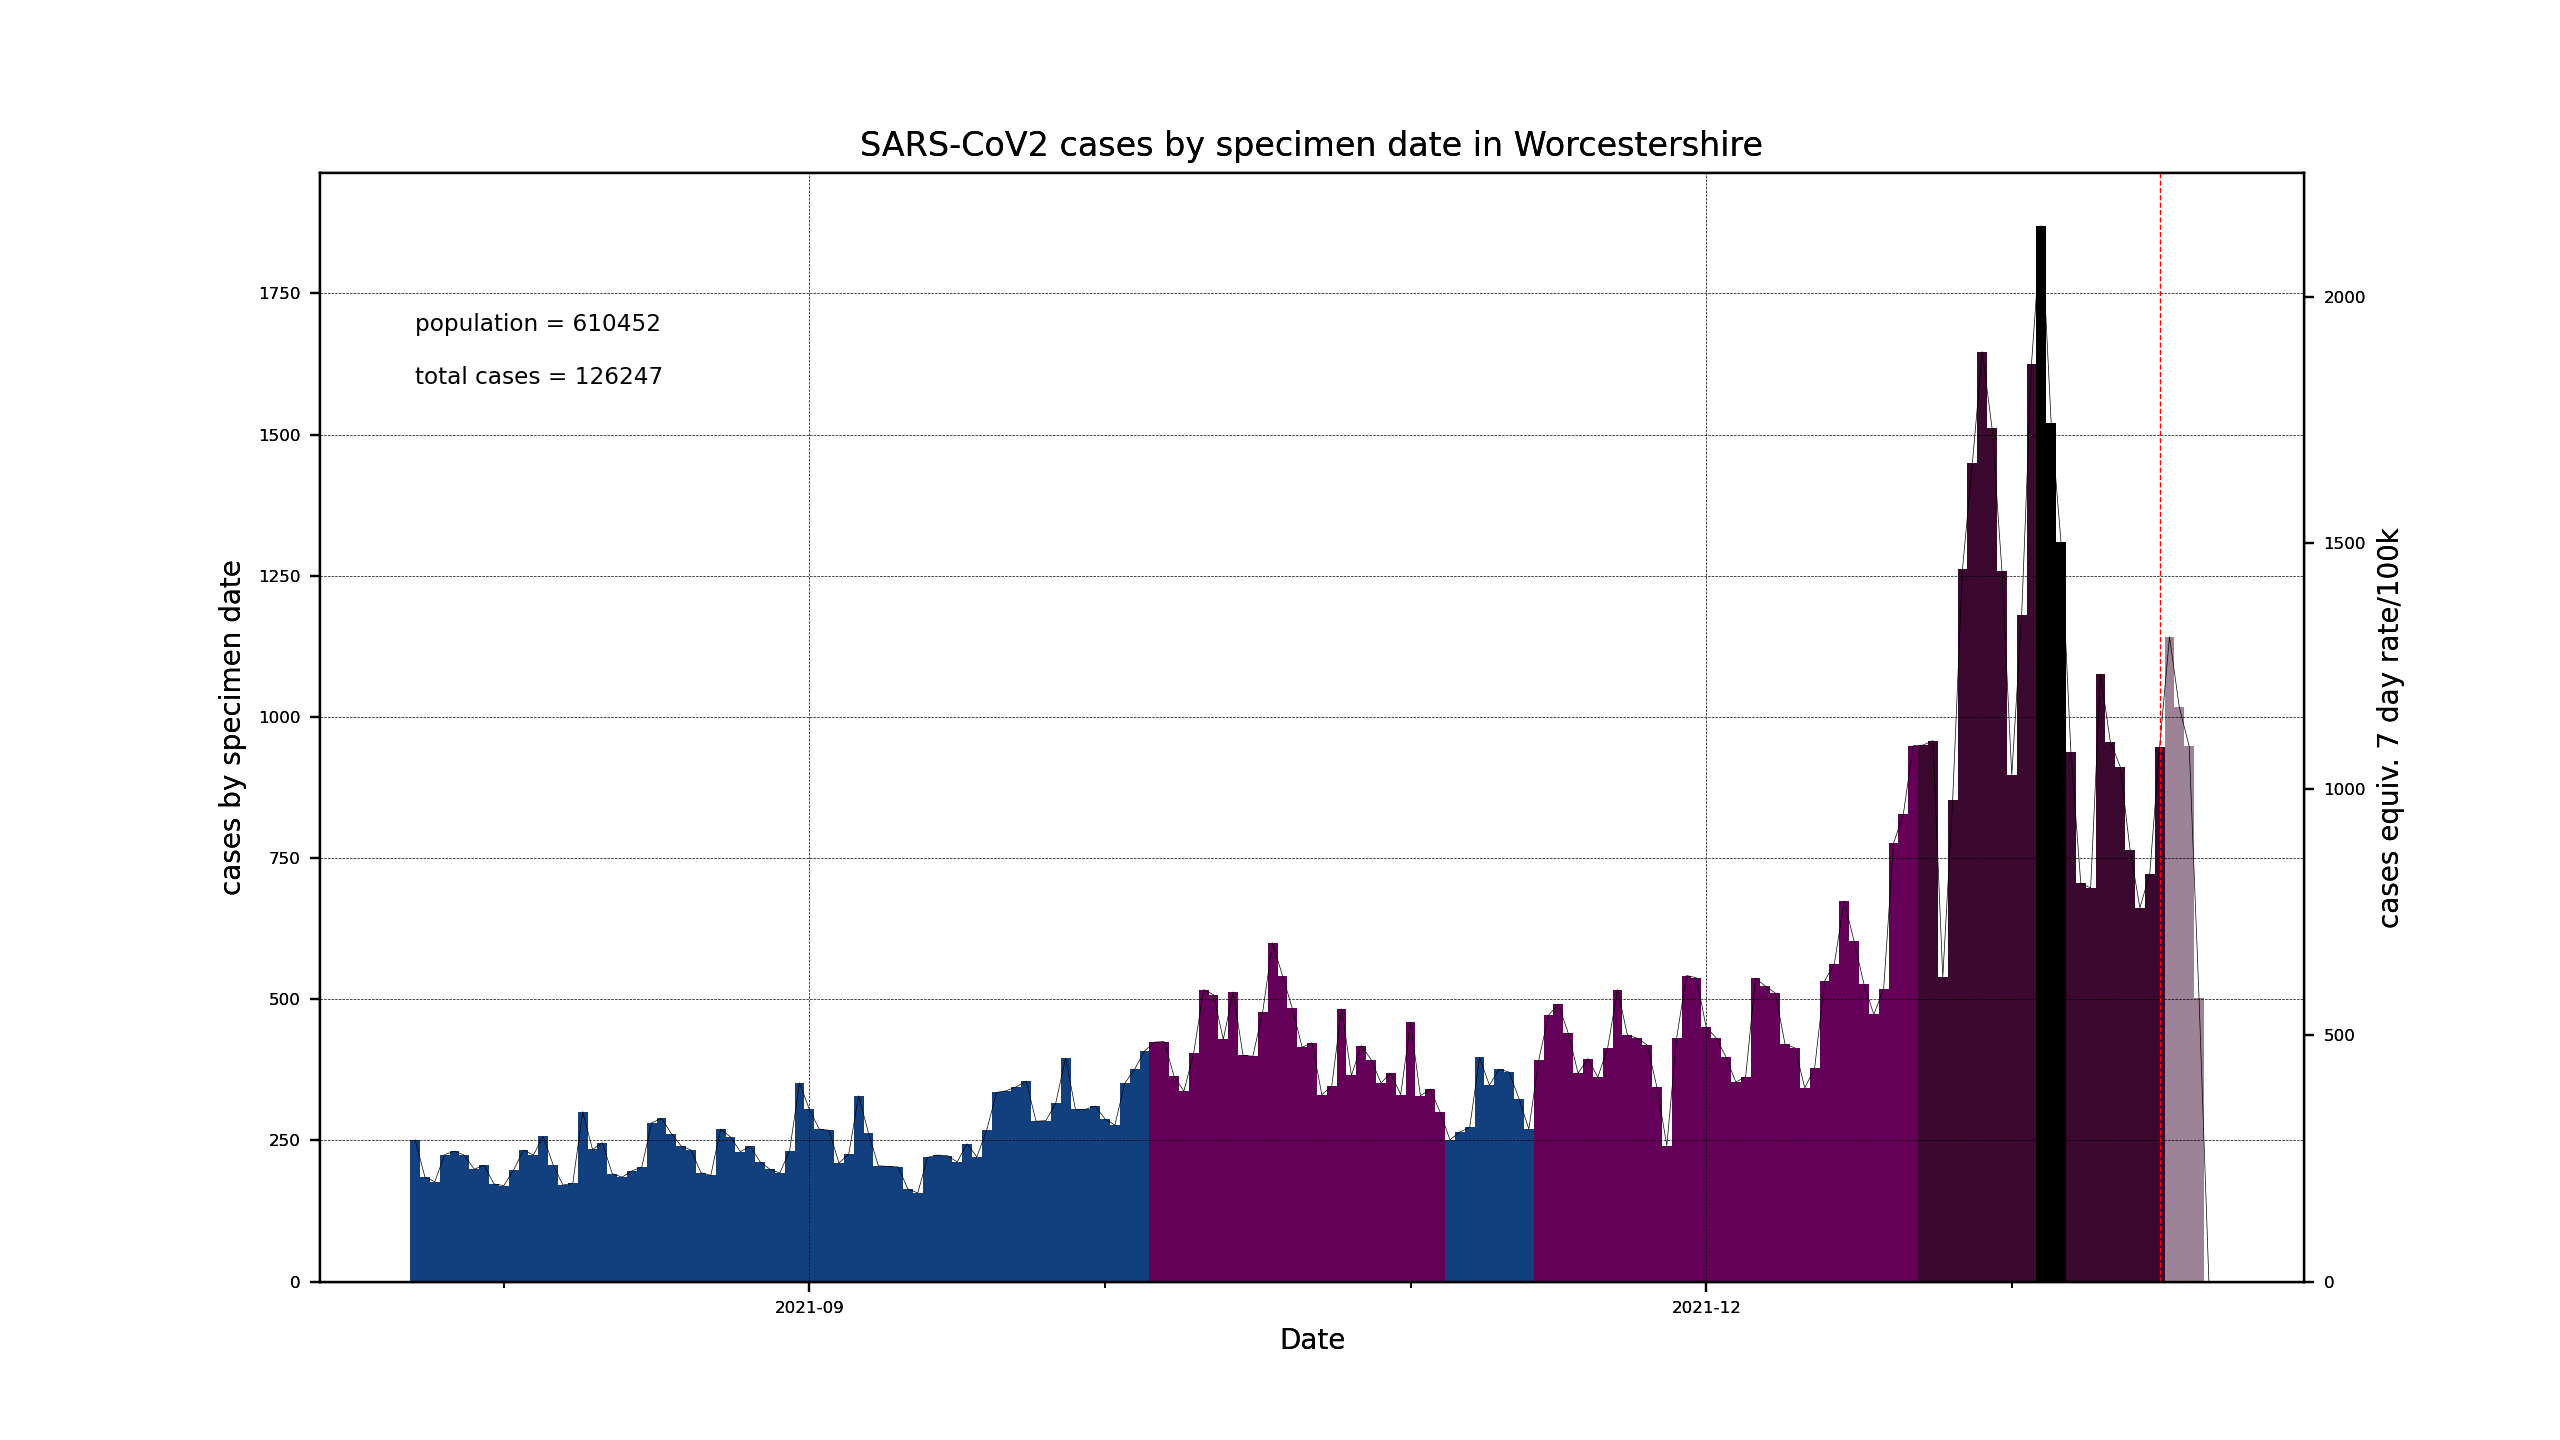 SARS-CoV2 cases by specimen date in Worcestershire
population = 610452
total cases = 126247
cases by specimen date
1750
1500
1250
1000
750
500
250
0
2000
1500
1000
500
0
cases equiv. 7 day rate/100k
2021-09
2021-12
Date